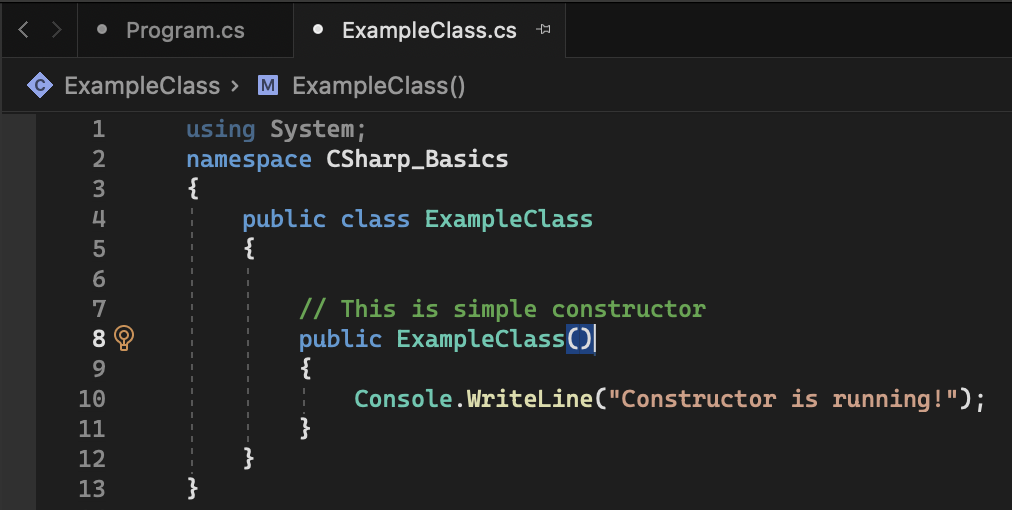 Program.cs ExampleClass.cs
C ExampleClass > M ExampleClass()
1 using System;
2 namespace CSharp_Basics
3 {
4 public class ExampleClass
5 {
6
7 // This is simple constructor
8 public ExampleClass()
9 {
10 Console.WriteLine("Constructor is running!");
11 }
12 }
13 }